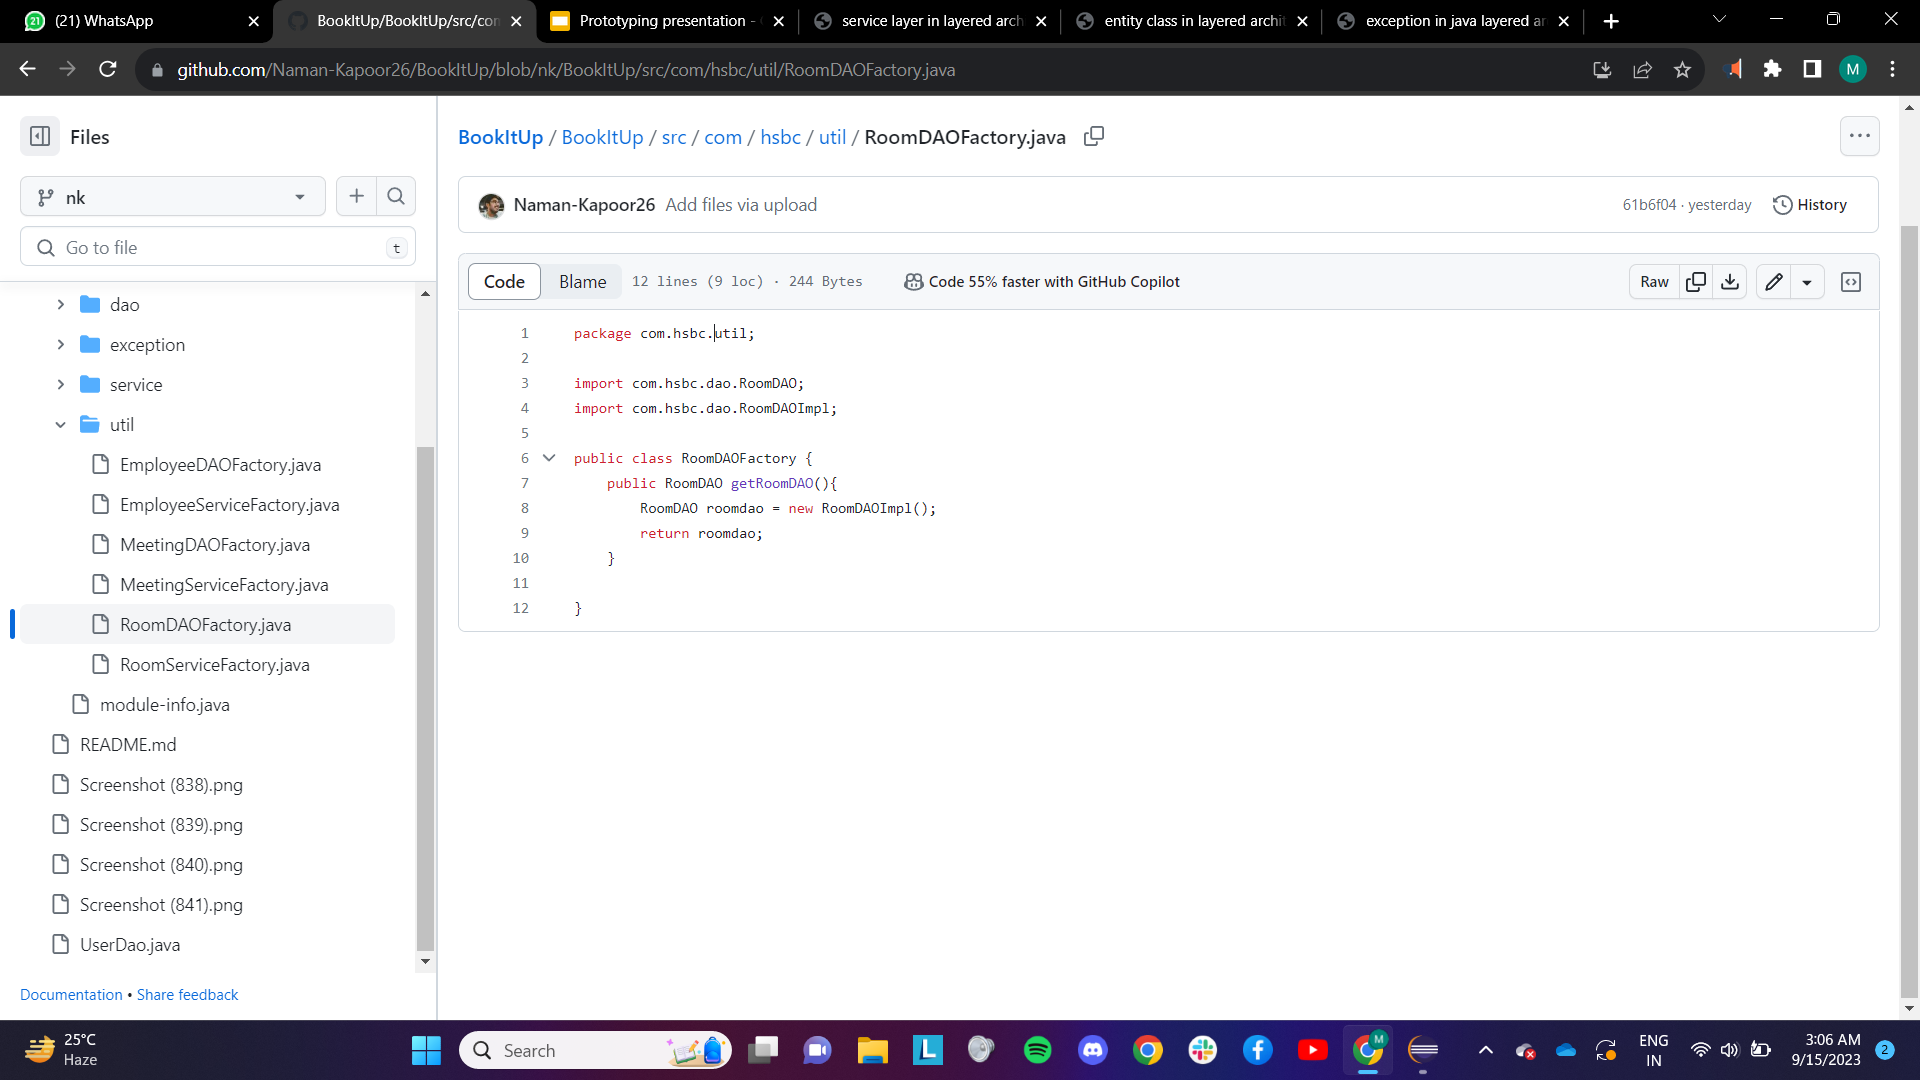 (21) WhatsApp
BookItUp/BookItUp/src/con
Prototyping presentation -
service layer in layered arch
entity class in layered archit
exception in java layered ar
github.com/Naman-Kapoor26/BookItUp/blob/nk/BookItUp/src/com/hsbc/util/RoomDAOFactory.java
M
Files
nk
Go to file
t
dao
exception
service
util
EmployeeDAOFactory.java
EmployeeServiceFactory.java
MeetingDAOFactory.java
MeetingServiceFactory.java
RoomDAOFactory.java
RoomServiceFactory.java
module-info.java
README.md
Screenshot (838).png
Screenshot (839).png
Screenshot (840).png
Screenshot (841).png
UserDao.java
Documentation • Share feedback
BookItUp / BookItUp / src / com / hsbc / util / RoomDAOFactory.java
Naman-Kapoor26 Add files via upload
61b6f04 · yesterday
History
Code
Blame
12 lines (9 loc) · 244 Bytes
Code 55% faster with GitHub Copilot
Raw
1 package com.hsbc.util;
2
3 import com.hsbc.dao.RoomDAO;
4 import com.hsbc.dao.RoomDAOImpl;
5
6 public class RoomDAOFactory {
7 public RoomDAO getRoomDAO(){
8 RoomDAO roomdao = new RoomDAOImpl();
9 return roomdao;
10 }
11
12 }
25°C
Haze
Search
L
M
ENG
IN
3:06 AM
9/15/2023
2